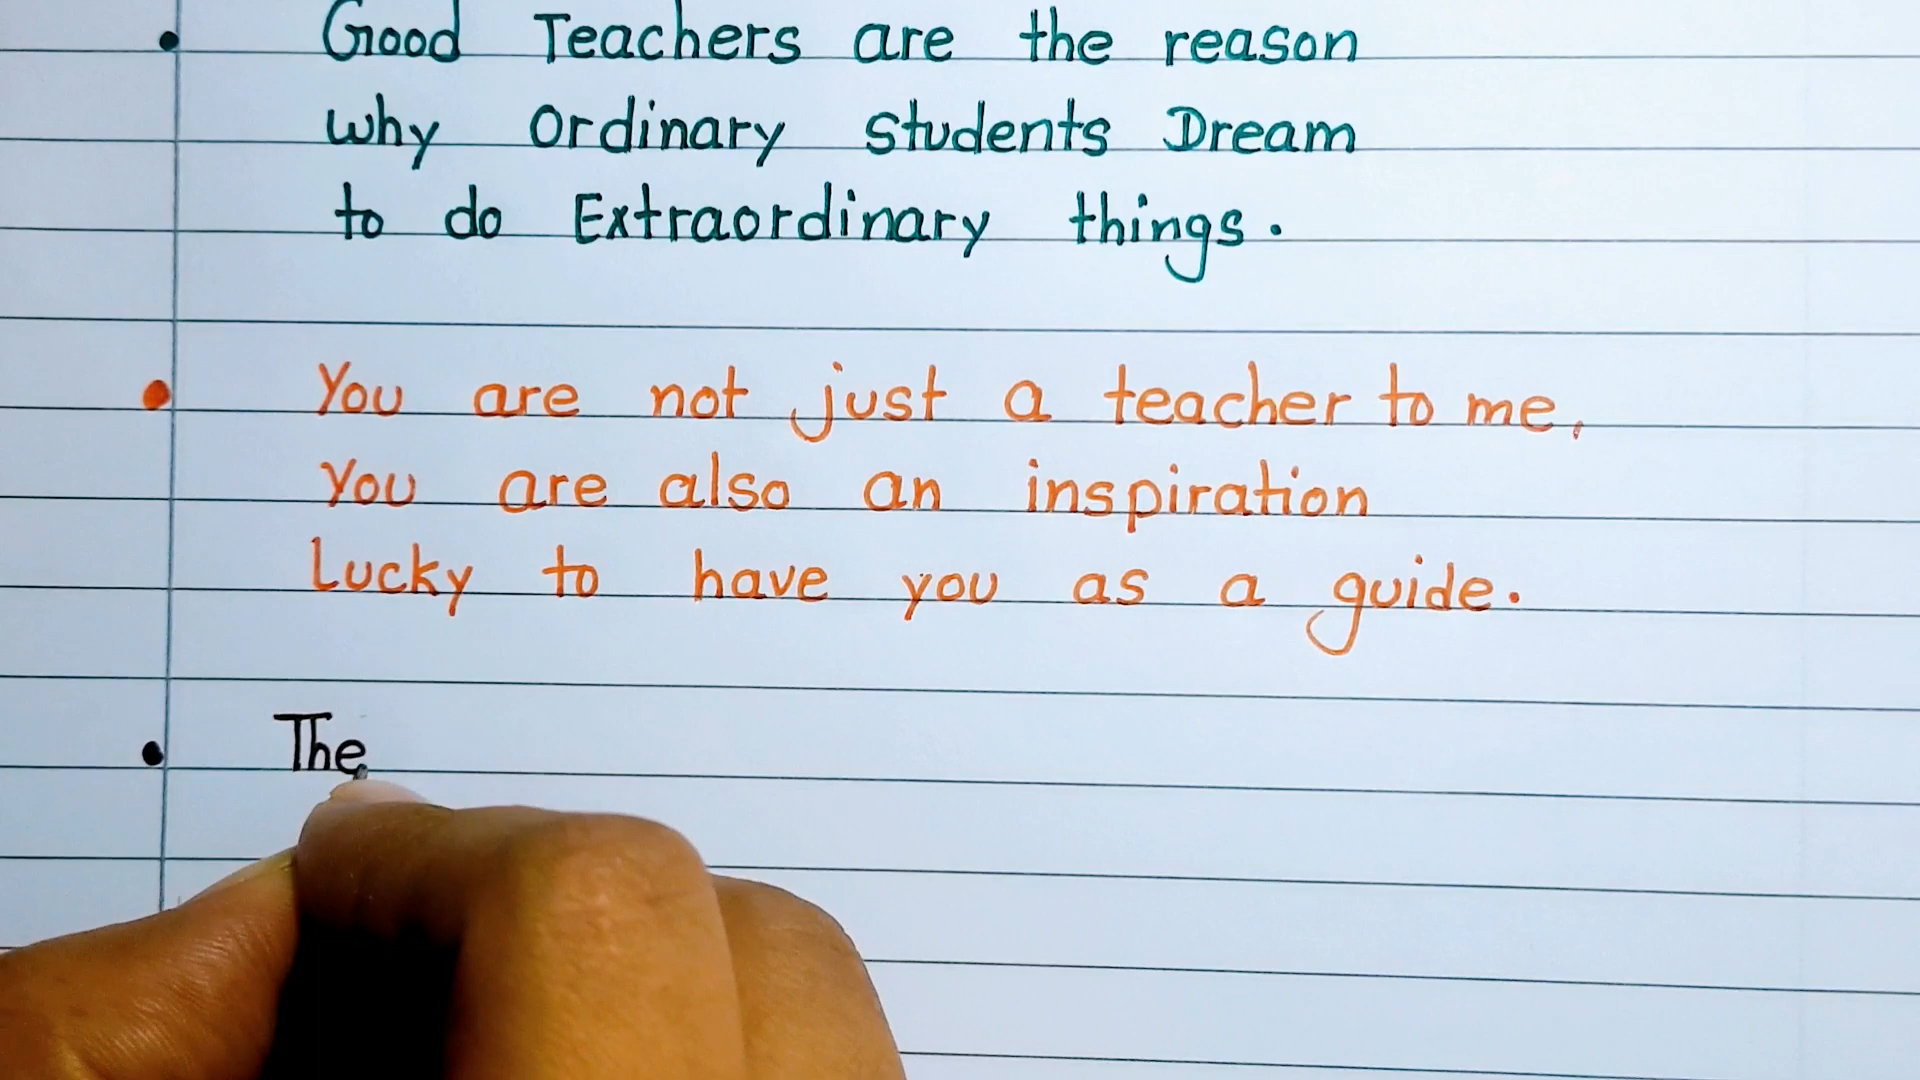 Good Teachers are the reason
why Ordinary students Dream
to do Extraordinary things.
You are not just a teacher to me,
You are also an inspiration
Lucky to have you as a guide.
The